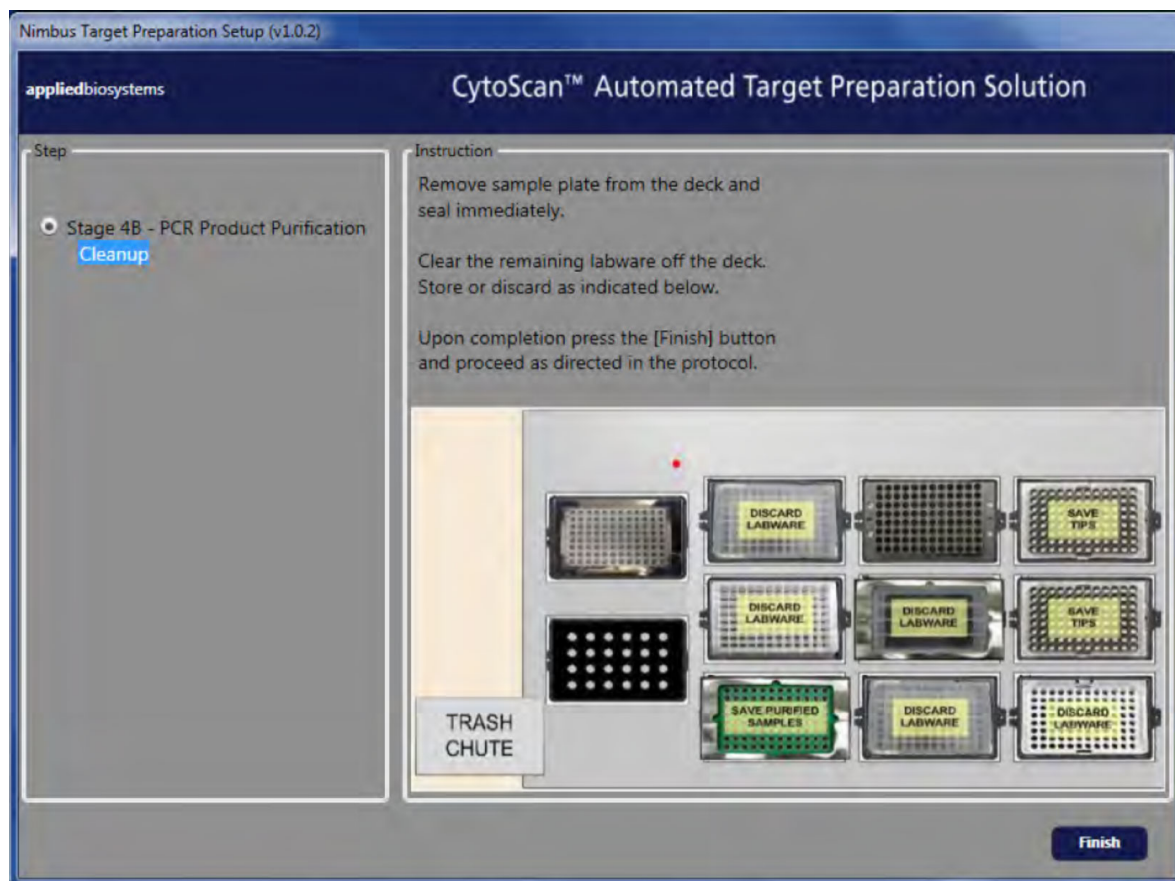 Nimbus Target Preparation Setup (v1.0.2)
appliedbiosystems
CytoScan™ Automated Target Preparation Solution
Step
Stage 4B - PCR Product Purification
Cleanup
Instruction
Remove sample plate from the deck and
seal immediately.
Clear the remaining labware off the deck.
Store or discard as indicated below.
Upon completion press the [Finish] button
and proceed as directed in the protocol.
DISCARD
LABWARE
SAVE
TIPS
DISCARD
LABWARE
DISCARD
LABWARE
SAVE
TIPS
SAVE PURIFIED
SAMPLES
DISCARD
LABWARE
DISCARD
LABWARE
TRASH
CHUTE
Finish